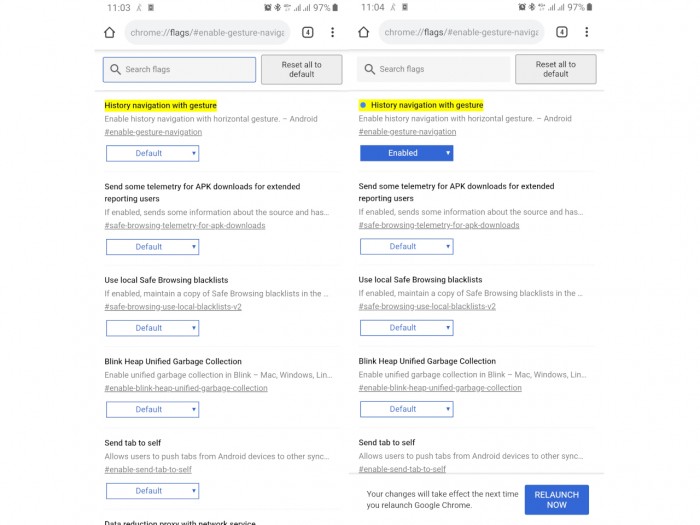 11:03
97%
chrome://flags/#enable-gesture-naviga
4
Search flags
Reset all to
default
History navigation with gesture
Enable history navigation with horizontal gesture. – Android
#enable-gesture-navigation
Default
Send some telemetry for APK downloads for extended
reporting users
If enabled, sends some information about the source and has...
#safe-browsing-telemetry-for-apk-downloads
Default
Use local Safe Browsing blacklists
If enabled, maintain a copy of Safe Browsing blacklists in the ...
#safe-browsing-use-local-blacklists-v2
Default
Blink Heap Unified Garbage Collection
Enable unified garbage collection in Blink – Mac, Windows, Lin...
#enable-blink-heap-unified-garbage-collection
Default
Send tab to self
Allows users to push tabs from Android devices to other sync...
#enable-send-tab-to-self
Default
Data reduction proxy with network service
11:04
97%
chrome://flags/#enable-gesture-naviga
4
Search flags
Reset all to
default
History navigation with gesture
Enable history navigation with horizontal gesture. – Android
#enable-gesture-navigation
Enabled
Send some telemetry for APK downloads for extended
reporting users
If enabled, sends some information about the source and has...
#safe-browsing-telemetry-for-apk-downloads
Default
Use local Safe Browsing blacklists
If enabled, maintain a copy of Safe Browsing blacklists in the ...
#safe-browsing-use-local-blacklists-v2
Default
Blink Heap Unified Garbage Collection
Enable unified garbage collection in Blink – Mac, Windows, Lin...
#enable-blink-heap-unified-garbage-collection
Default
Send tab to self
Allows users to push tabs from Android devices to other sync...
#enable-send-tab-to-self
Your changes will take effect the next time
you relaunch Google Chrome.
RELAUNCH
NOW